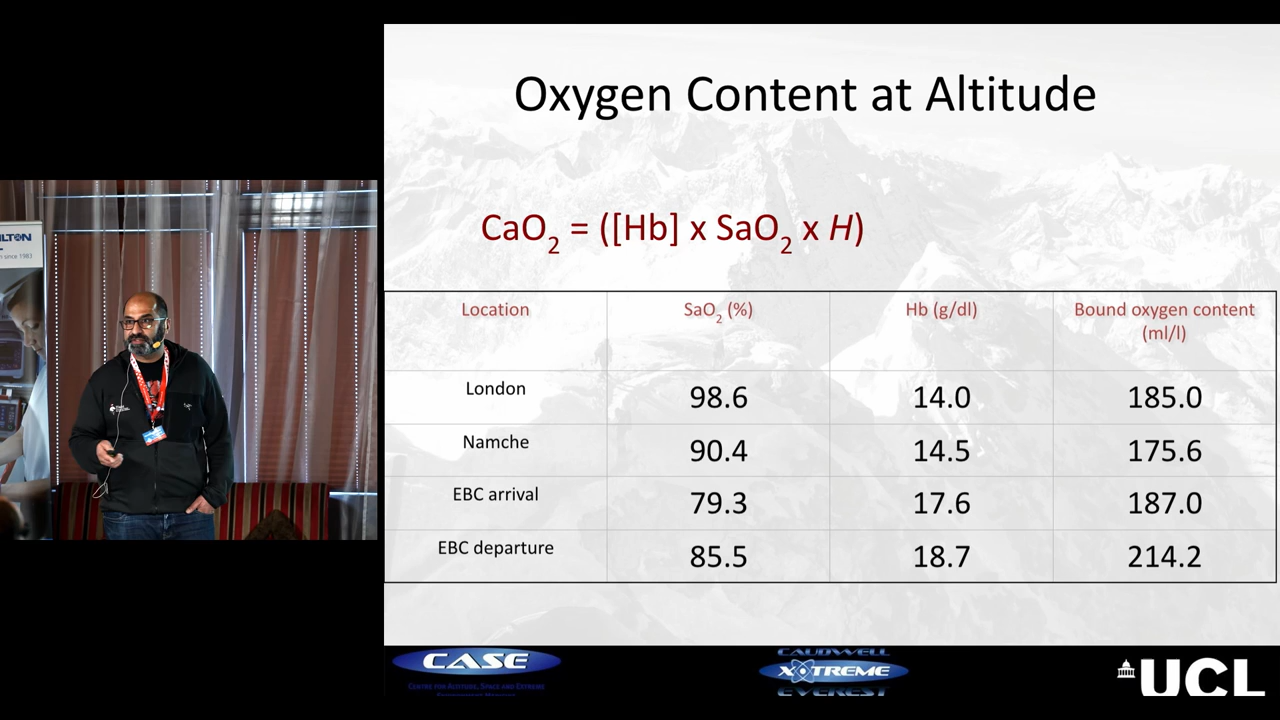 Oxygen Content at Altitude
CaO2 = ([Hb] x SaO2 x H)
Location SaO2 (%) Hb (g/dl) Bound oxygen content
(ml/l)
London 98.6 14.0 185.0
Namche 90.4 14.5 175.6
EBC arrival 79.3 17.6 187.0
EBC departure 85.5 18.7 214.2
CASE
CENTRE FOR ALTITUDE, SPACE AND EXTREME
CAUDWELL
XTREME
EVEREST
UCL
since 1983